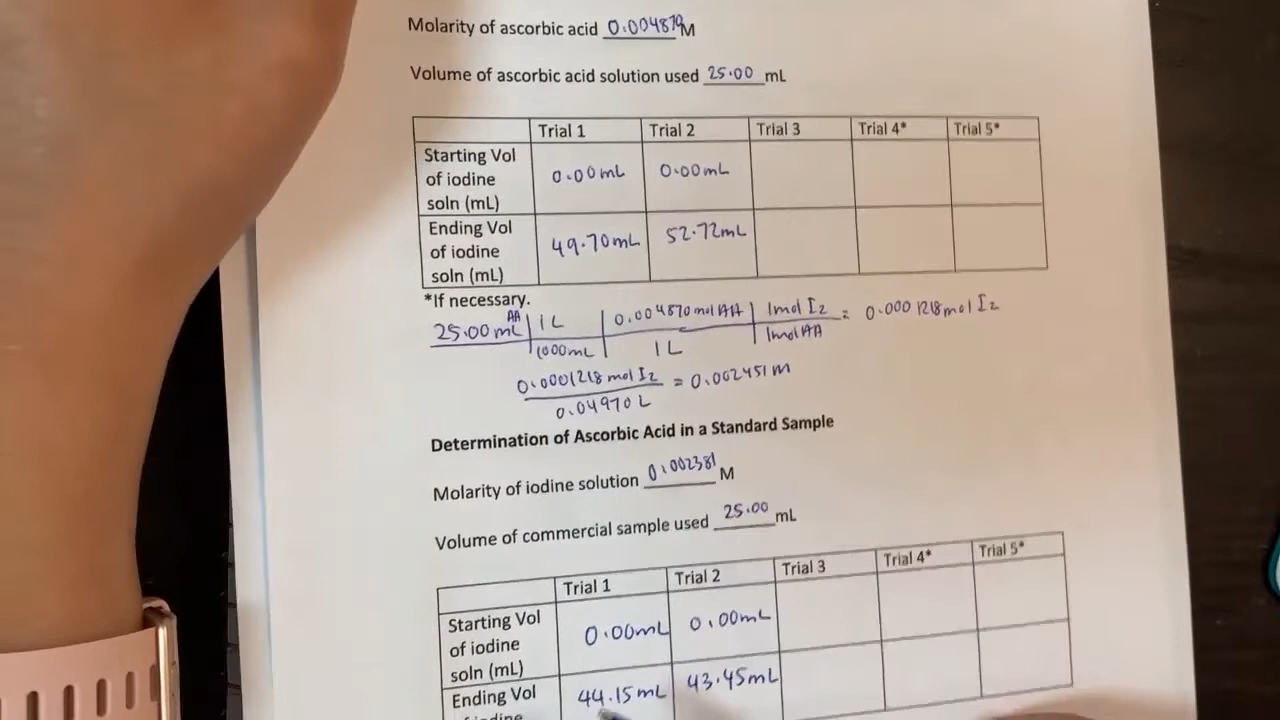 Molarity of ascorbic acid 0.004870 M
Volume of ascorbic acid solution used 25.00 mL
Trial 1 Trial 2 Trial 3 Trial 4* Trial 5*
Starting Vol
of iodine 0.00mL 0.00mL
soln (mL)
Ending Vol
of iodine 49.70mL 52.72mL
soln (mL)
*If necessary.
25.00 mL AA | 1L | 0.004870 mol AA | 1mol I2 = 0.0001218 mol I2
1000mL | 1L | 1mol AA
0.0001218 mol I2 = 0.002451 M
0.04970 L
Determination of Ascorbic Acid in a Standard Sample
Molarity of iodine solution 0.002381 M
Volume of commercial sample used 25.00 mL
Trial 1 Trial 2 Trial 3 Trial 4* Trial 5*
Starting Vol
of iodine 0.00mL 0.00mL
soln (mL)
Ending Vol 44.15mL 43.45mL